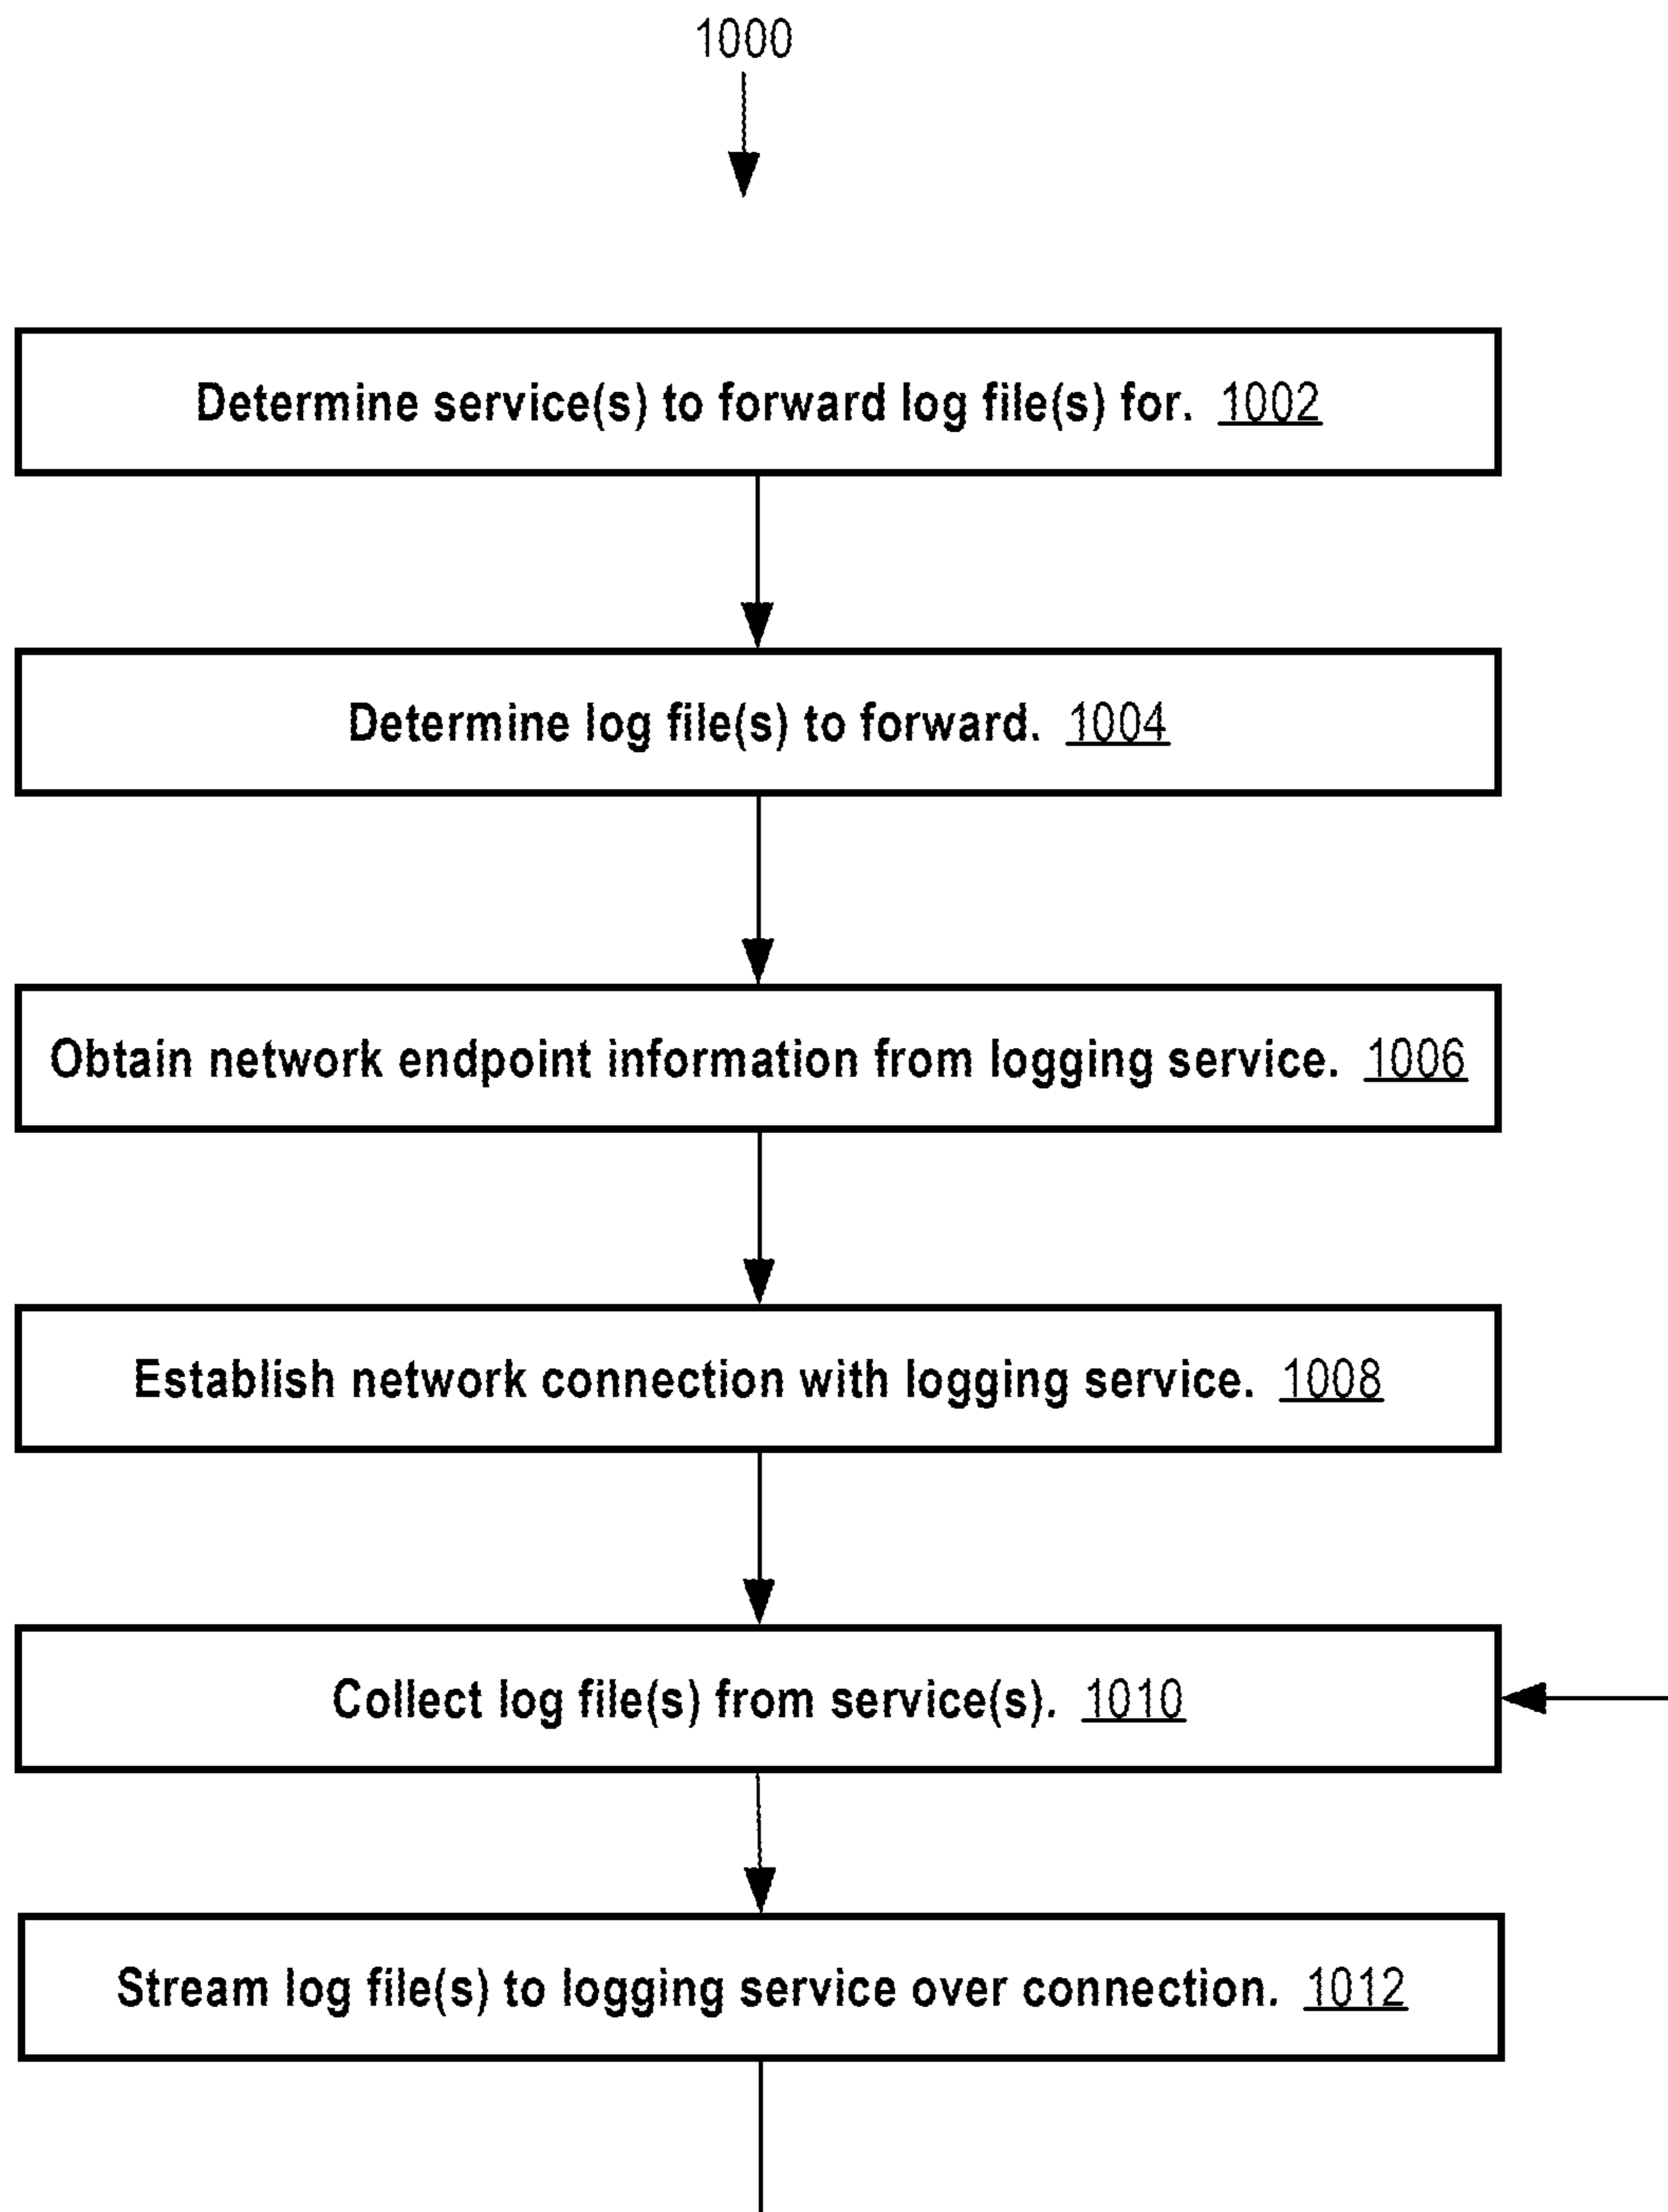 1000
Determine service(s) to forward log file(s) for. 1002
Determine log file(s) to forward. 1004
Obtain network endpoint information from logging service. 1006
Establish network connection with logging service. 1008
Collect log file(s) from service(s). 1010
Stream log file(s) to logging service over connection. 1012